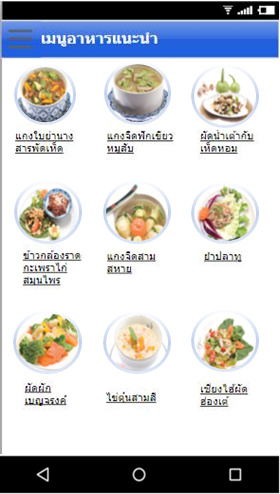 เมนูอาหารแนะนำ
แกงใบย่านาง
สารพัดเห็ด
แกงจืดฟักเขียว
หมูสับ
ผัดน้ำเต้ากับ
เห็ดหอม
ข้าวกล้องราด
กะเพราไก่
สมุนไพร
แกงจืดสาม
สหาย
ยำปลาทู
ผัดผัก
เบญจรงค์
ไข่ตุ๋นสามสี
เซี่ยงไฮ้ผัด
ฮ่องเต้